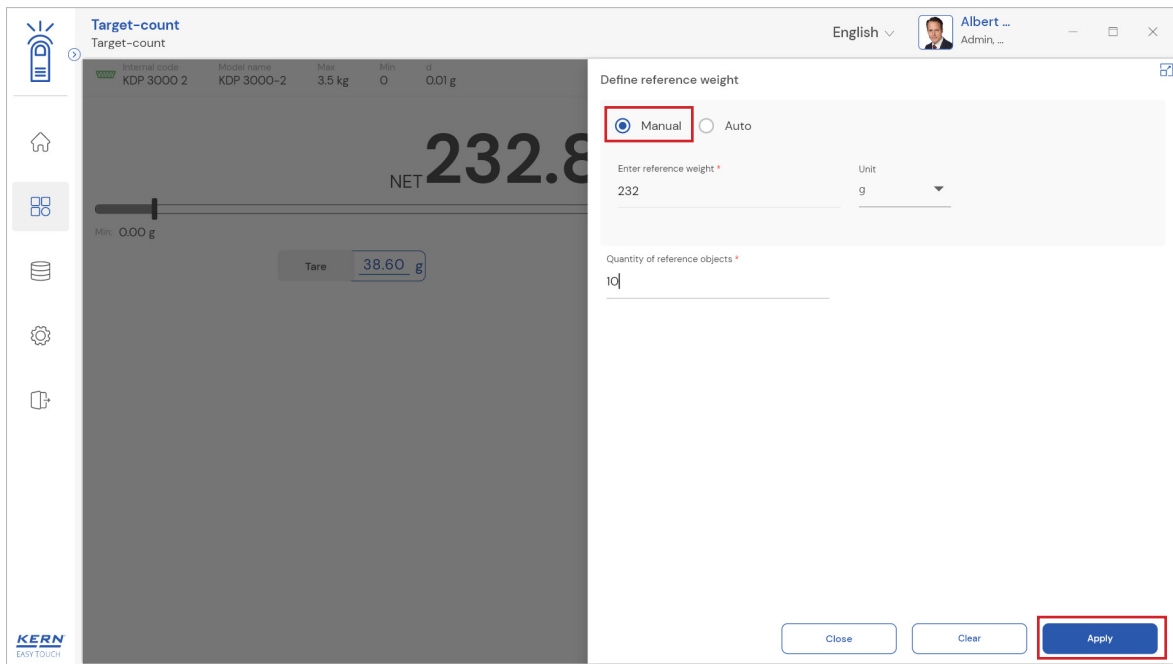 Target-count
Target-count
English
Albert ...
Admin, ...
Internal code Model name Max Min d
KDP 3000 2 KDP 3000-2 3.5 kg 0 0.01 g
NET 232.8
Min: 0.00 g
Tare 38.60 g
Define reference weight
Manual Auto
Enter reference weight * Unit
232 g
Quantity of reference objects *
10
Close Clear Apply
KERN
EASY TOUCH